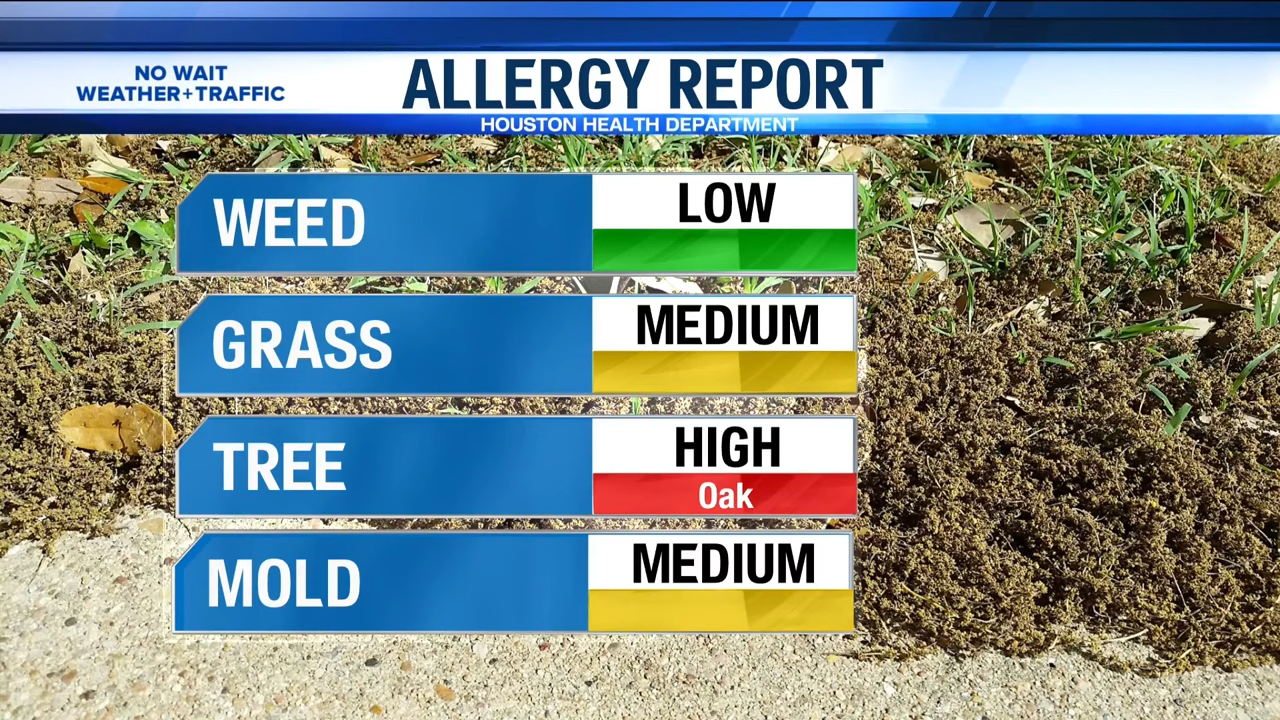 NO WAIT
WEATHER+TRAFFIC
ALLERGY REPORT
HOUSTON HEALTH DEPARTMENT
WEED
LOW
GRASS
MEDIUM
TREE
HIGH
Oak
MOLD
MEDIUM